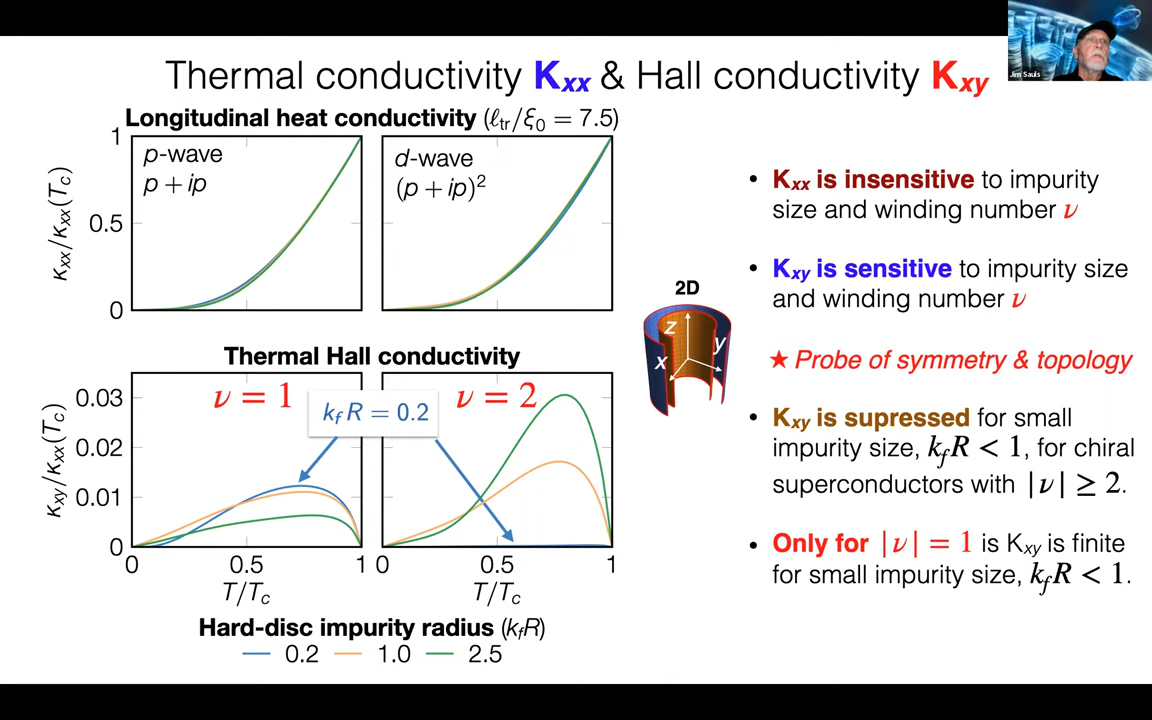 Jim Sauls
Thermal conductivity Kxx & Hall conductivity Kxy
Longitudinal heat conductivity (ℓtr/ξ0 = 7.5)
κxx/κxx(Tc)
1
0.5
0
p-wave
p + ip
d-wave
(p + ip)²
Thermal Hall conductivity
κxy/κxx(Tc)
0.03
0.02
0.01
0
ν = 1
kf R = 0.2
ν = 2
0 0.5 1 0 0.5 1
T/Tc T/Tc
Hard-disc impurity radius (kfR)
0.2 1.0 2.5
2D
z
y
x
• Kxx is insensitive to impurity
size and winding number ν
• Kxy is sensitive to impurity size
and winding number ν
★ Probe of symmetry & topology
• Kxy is supressed for small
impurity size, kfR < 1, for chiral
superconductors with |ν| ≥ 2.
• Only for |ν| = 1 is Kxy is finite
for small impurity size, kfR < 1.